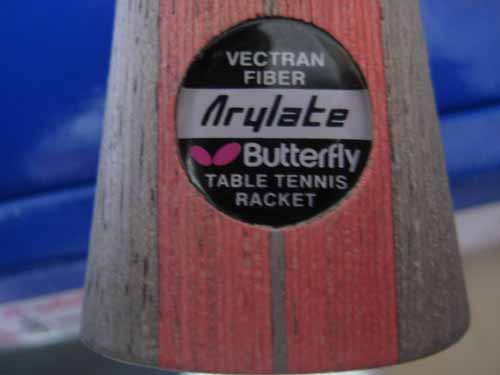 VECTRAN
FIBER
Arylate
Butterfly
TABLE TENNIS
RACKET